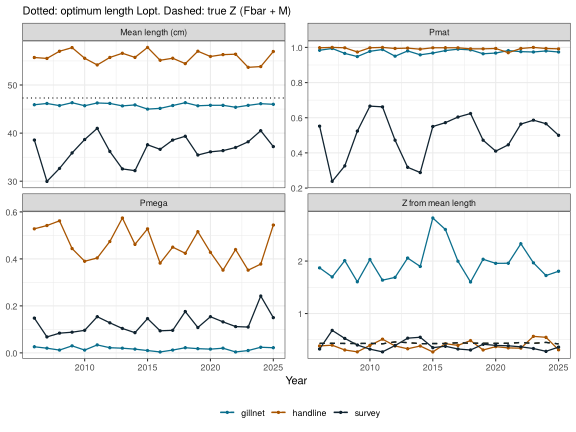 Dotted: optimum length Lopt. Dashed: true Z (Fbar + M)
Mean length (cm)
Pmat
50
40
30
1.0
0.8
0.6
0.4
0.2
Pmega
Z from mean length
0.6
0.4
0.2
0.0
2
1
2010
2015
2020
2025
2010
2015
2020
2025
Year
gillnet
handline
survey